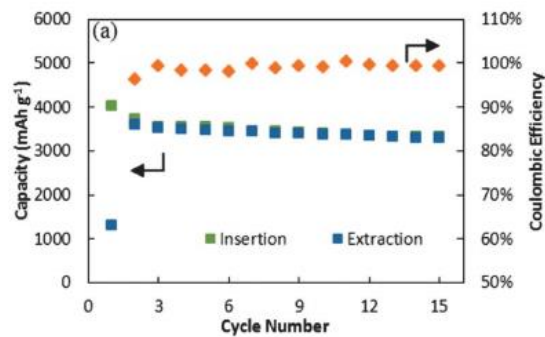 (a)
6000
5000
4000
3000
2000
1000
0
Capacity (mAh g⁻¹)
110%
100%
90%
80%
70%
60%
50%
Coulombic Efficiency
Insertion Extraction
0 3 6 9 12 15
Cycle Number